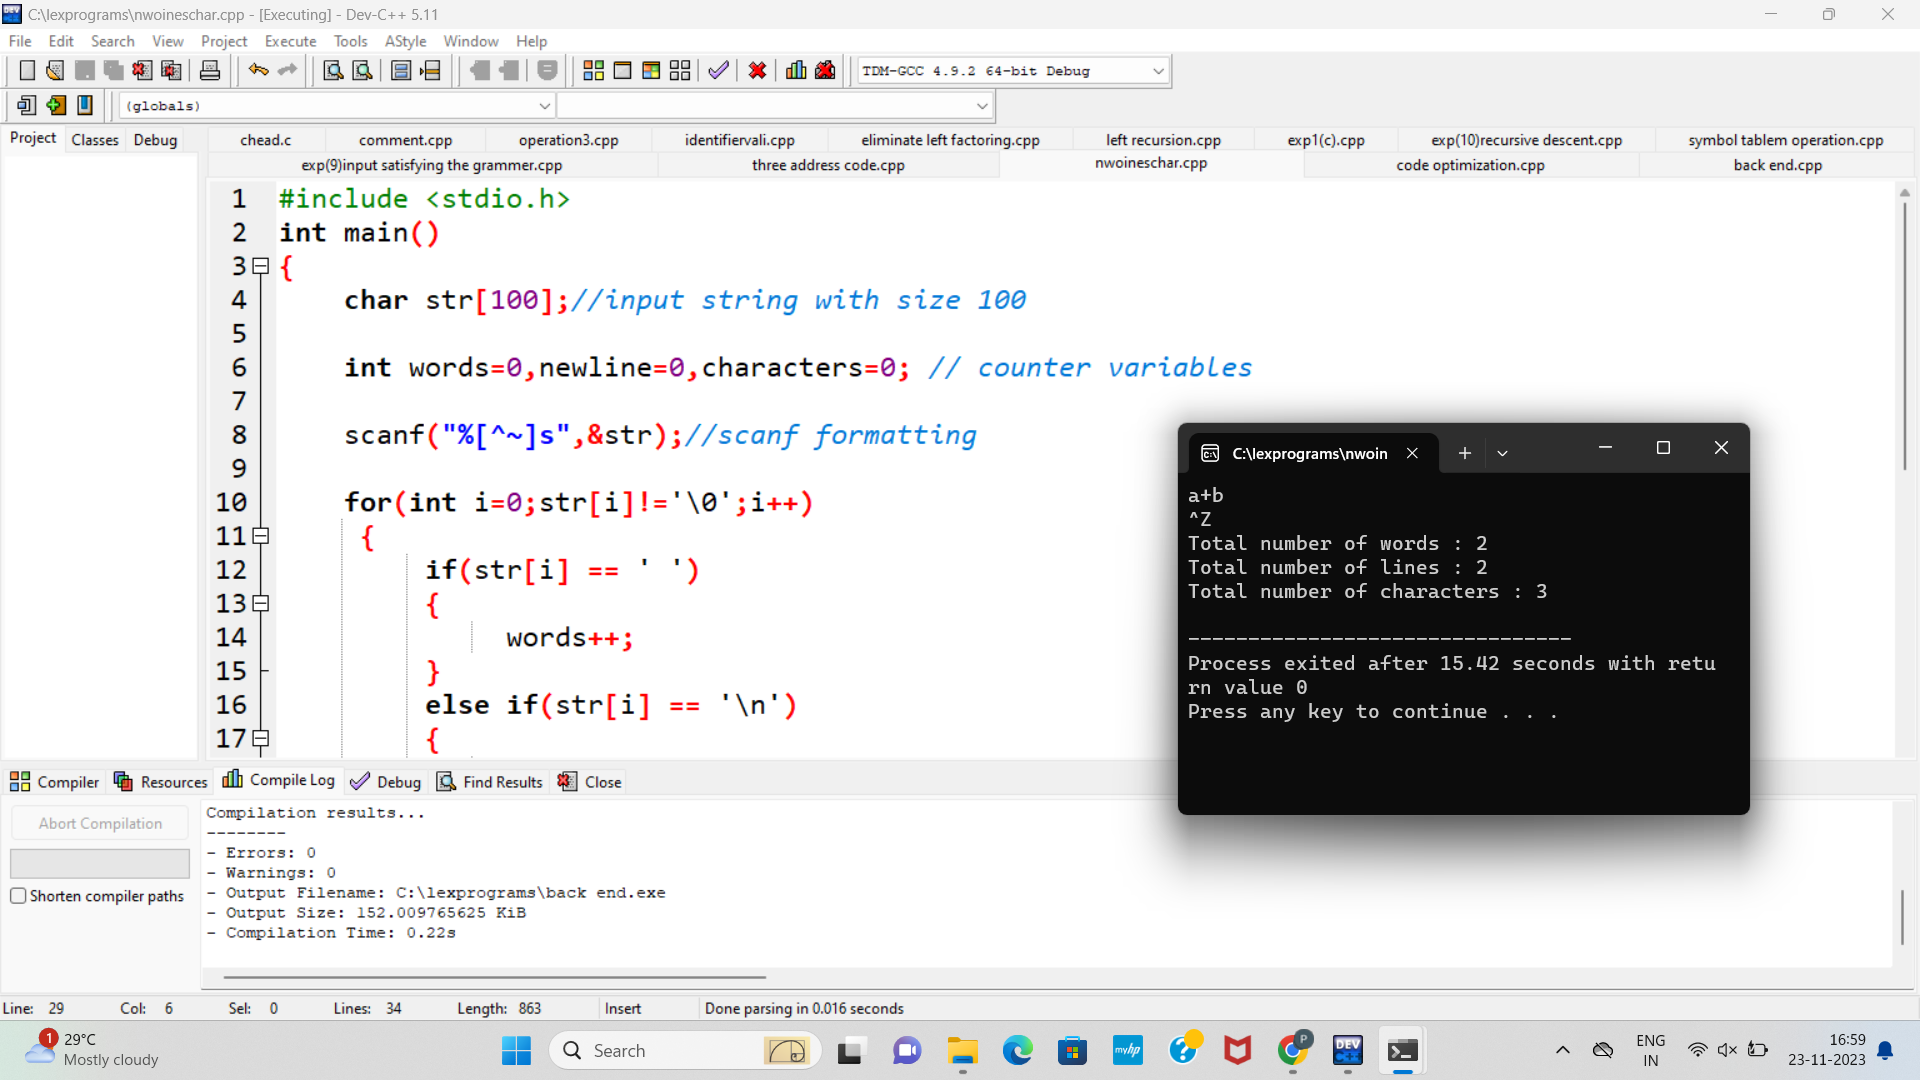 C:\lexprograms\nwoineschar.cpp - [Executing] - Dev-C++ 5.11
File Edit Search View Project Execute Tools AStyle Window Help
TDM-GCC 4.9.2 64-bit Debug
(globals)
Project Classes Debug
chead.c comment.cpp operation3.cpp identifiervali.cpp eliminate left factoring.cpp left recursion.cpp exp1(c).cpp exp(10)recursive descent.cpp symbol tablem operation.cpp
exp(9)input satisfying the grammer.cpp three address code.cpp nwoineschar.cpp code optimization.cpp back end.cpp
1 #include <stdio.h>
2 int main()
3 {
4 char str[100];//input string with size 100
5
6 int words=0,newline=0,characters=0; // counter variables
7
8 scanf("%[^~]s",&str);//scanf formatting
9
10 for(int i=0;str[i]!='\0';i++)
11 {
12 if(str[i] == ' ')
13 {
14 words++;
15 }
16 else if(str[i] == '\n')
17 {
C:\lexprograms\nwoin
a+b
^Z
Total number of words : 2
Total number of lines : 2
Total number of characters : 3
--------------------------------
Process exited after 15.42 seconds with retu
rn value 0
Press any key to continue . . .
Compiler Resources Compile Log Debug Find Results Close
Abort Compilation
Shorten compiler paths
Compilation results...
--------
- Errors: 0
- Warnings: 0
- Output Filename: C:\lexprograms\back end.exe
- Output Size: 152.009765625 KiB
- Compilation Time: 0.22s
Line: 29 Col: 6 Sel: 0 Lines: 34 Length: 863 Insert Done parsing in 0.016 seconds
1
29°C
Mostly cloudy
Search
myhp
P
DEV
C++
ENG
IN
16:59
23-11-2023